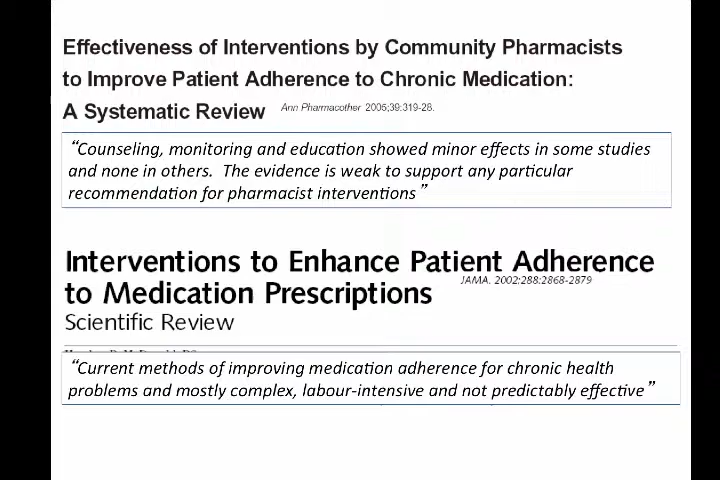 Effectiveness of Interventions by Community Pharmacists
to Improve Patient Adherence to Chronic Medication:
A Systematic Review Ann Pharmacother 2005;39:319-28.
“Counseling, monitoring and education showed minor effects in some studies
and none in others. The evidence is weak to support any particular
recommendation for pharmacist interventions”
Interventions to Enhance Patient Adherence
to Medication Prescriptions JAMA. 2002;288:2868-2879
Scientific Review
“Current methods of improving medication adherence for chronic health
problems and mostly complex, labour-intensive and not predictably effective”